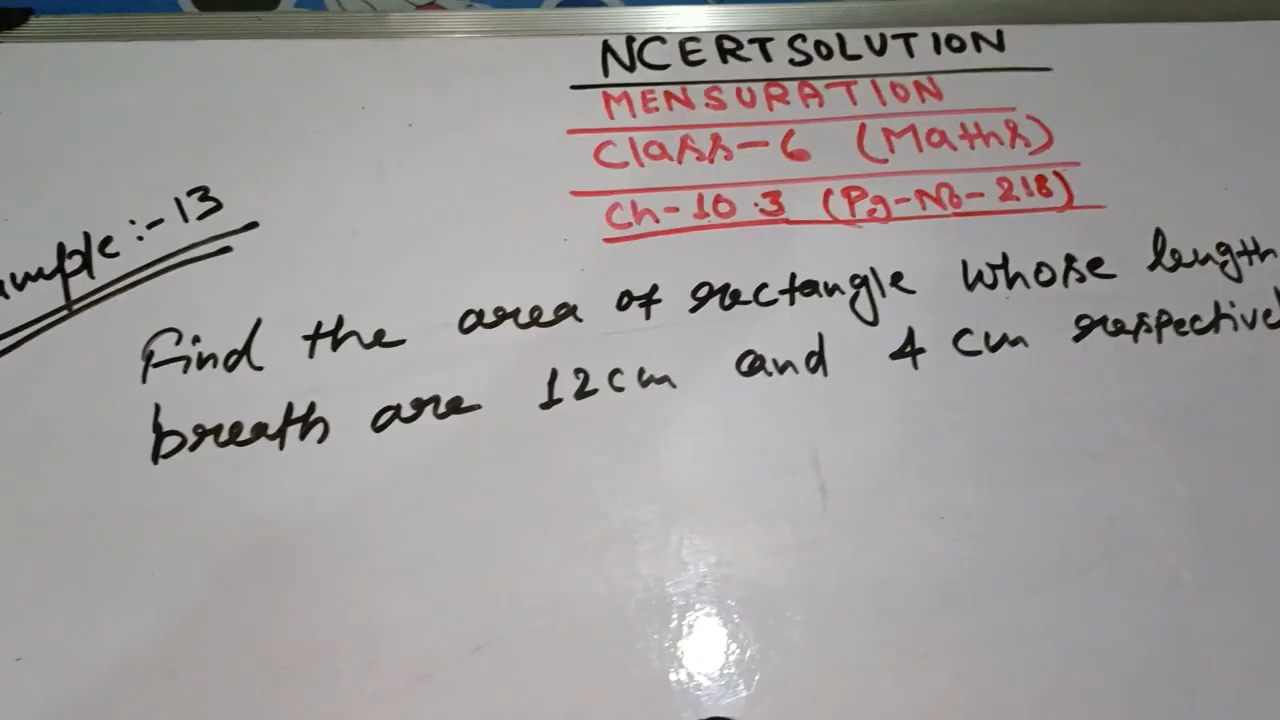 NCERT SOLUTION
MENSURATION
Class-6 (Maths)
Ch-10.3 (Pg-No-218)
ample:-13
Find the area of rectangle whose length
breath are 12cm and 4 cm respective